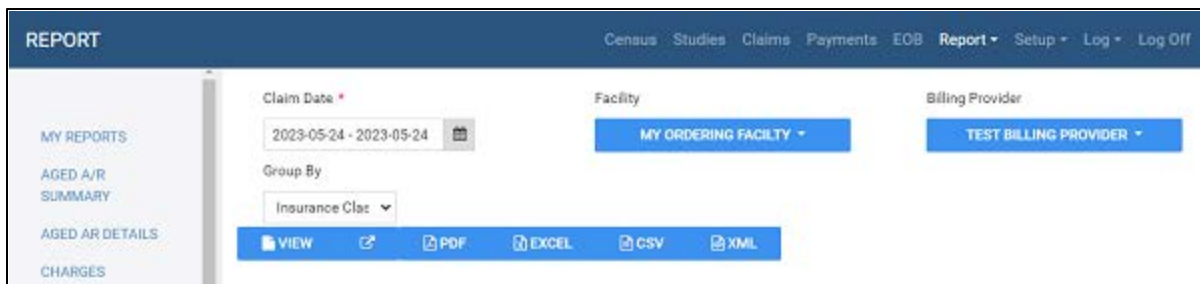 REPORT
Census Studies Claims Payments EOB Report Setup Log Log Off
MY REPORTS
AGED A/R
SUMMARY
AGED AR DETAILS
CHARGES
Claim Date *
2023-05-24 - 2023-05-24
Facility
MY ORDERING FACILTY
Billing Provider
TEST BILLING PROVIDER
Group By
Insurance Clas
VIEW PDF EXCEL CSV XML